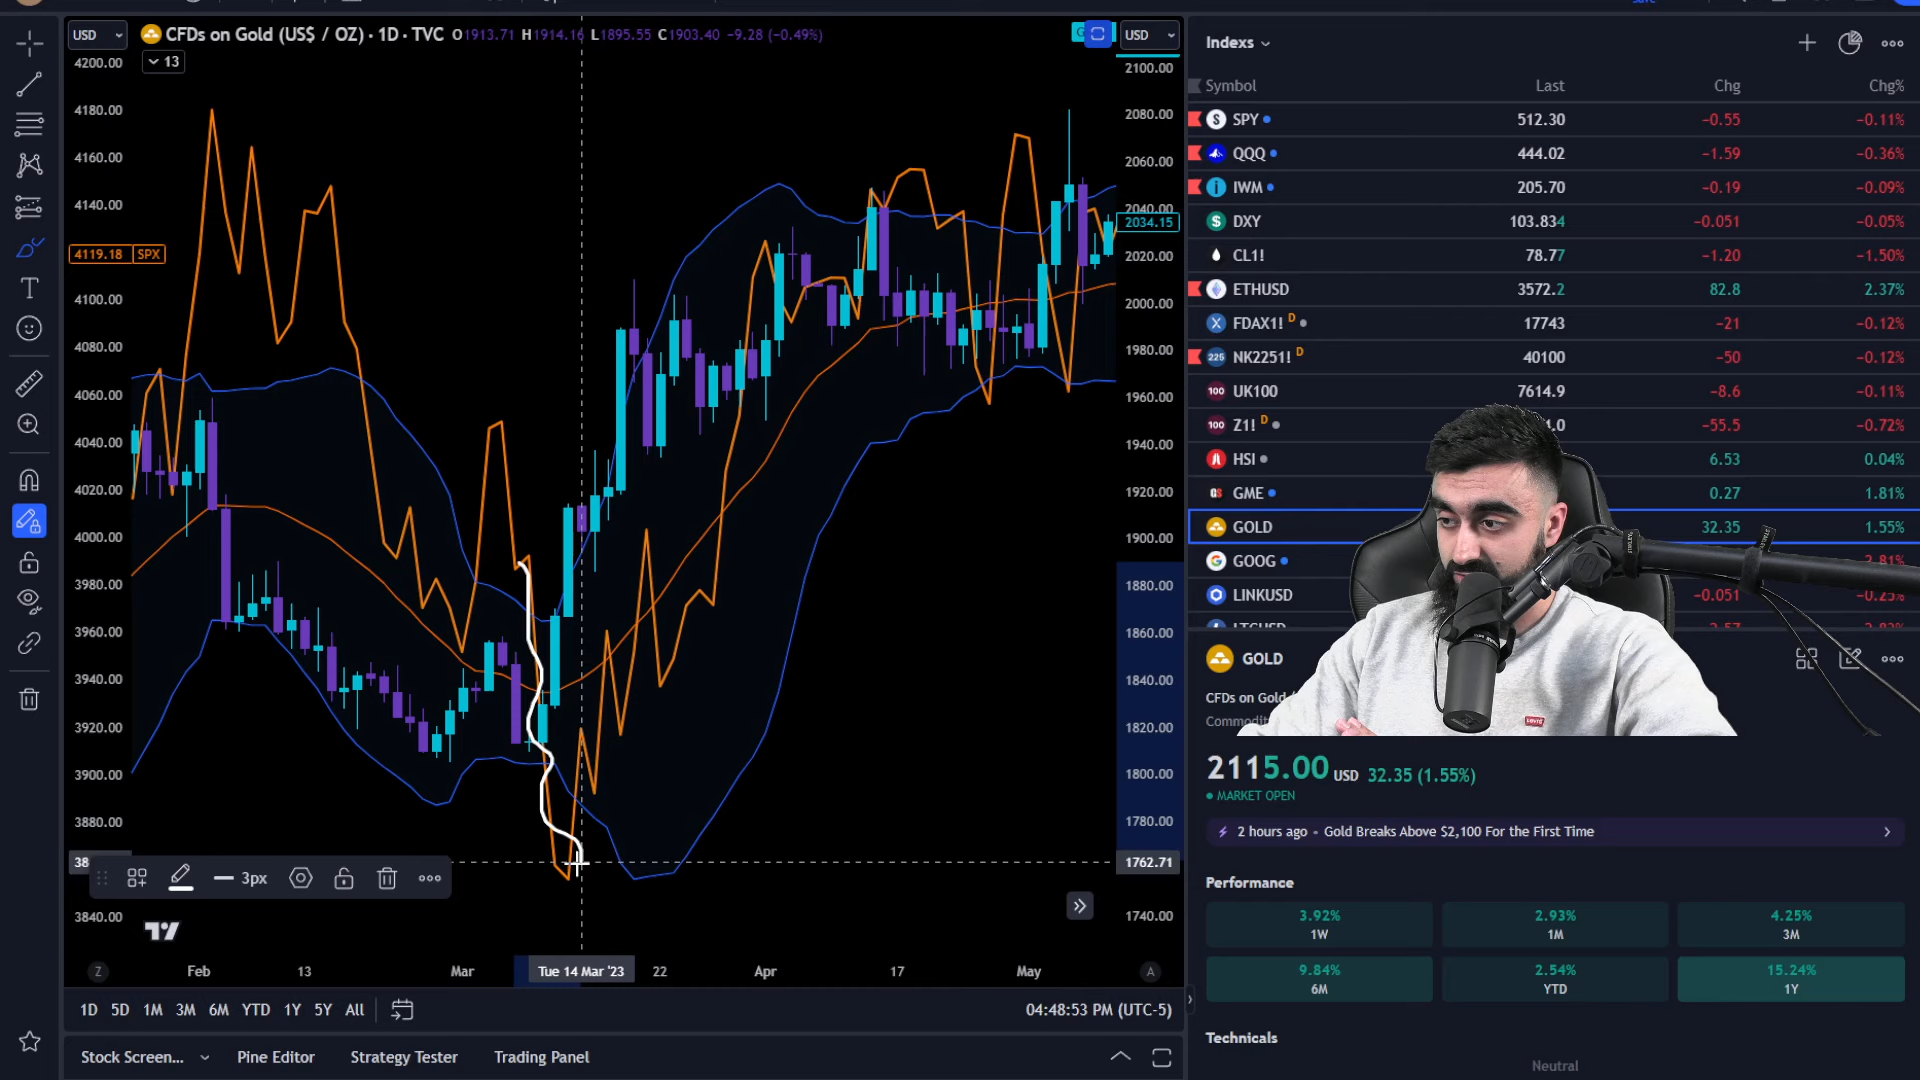 USD CFDs on Gold (US$ / OZ) · 1D · TVC O1913.71 H1914.16 L1895.55 C1903.40 −9.28 (−0.49%) USD
13
4200.00
4180.00
4160.00
4140.00
4119.18 SPX
4100.00
4080.00
4060.00
4040.00
4020.00
4000.00
3980.00
3960.00
3940.00
3920.00
3900.00
3880.00
38
3840.00
2100.00
2080.00
2060.00
2040.00
2034.15
2020.00
2000.00
1980.00
1960.00
1940.00
1920.00
1900.00
1880.00
1860.00
1840.00
1820.00
1800.00
1780.00
1762.71
1740.00
3px
Z Feb 13 Mar Tue 14 Mar '23 22 Apr 17 May A
1D 5D 1M 3M 6M YTD 1Y 5Y All 04:48:53 PM (UTC-5)
Stock Screen... Pine Editor Strategy Tester Trading Panel
Indexs
Symbol Last Chg Chg%
SPY 512.30 −0.55 −0.11%
QQQ 444.02 −1.59 −0.36%
IWM 205.70 −0.19 −0.09%
DXY 103.834 −0.051 −0.05%
CL1! 78.77 −1.20 −1.50%
ETHUSD 3572.2 82.8 2.37%
FDAX1! D 17743 −21 −0.12%
225 NK2251! D 40100 −50 −0.12%
100 UK100 7614.9 −8.6 −0.11%
100 Z1! D .0 −55.5 −0.72%
HSI 6.53 0.04%
GME 0.27 1.81%
GOLD 32.35 1.55%
GOOG 2.81%
LINKUSD −0.051 −0.25%
GOLD
CFDs on Gold
Commodit
2115.00 USD 32.35 (1.55%)
MARKET OPEN
2 hours ago · Gold Breaks Above $2,100 For the First Time
Performance
3.92% 2.93% 4.25%
1W 1M 3M
9.84% 2.54% 15.24%
6M YTD 1Y
Technicals
Neutral